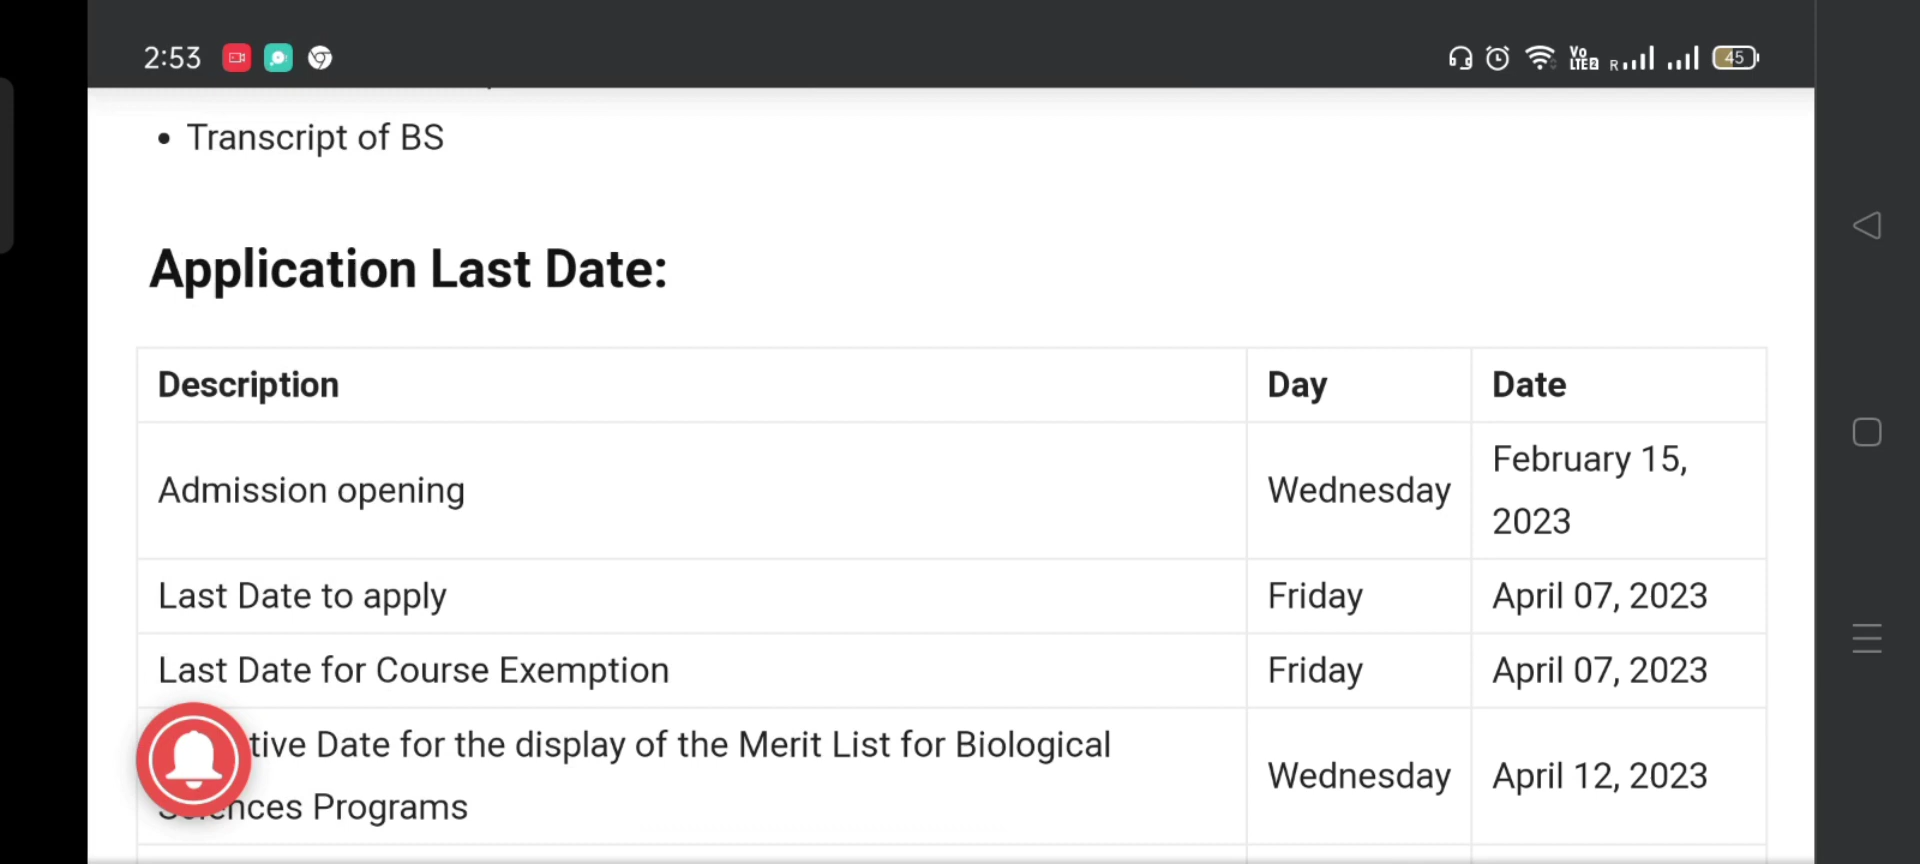 2:53
Vo
LTE2
R
45
• Transcript of BS
Application Last Date:
Description Day Date
Admission opening Wednesday February 15,
2023
Last Date to apply Friday April 07, 2023
Last Date for Course Exemption Friday April 07, 2023
tive Date for the display of the Merit List for Biological
nces Programs Wednesday April 12, 2023